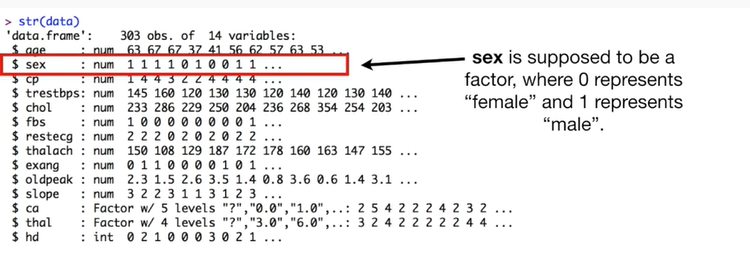 > str(data)
'data.frame': 303 obs. of 14 variables:
$ age : num 63 67 67 37 41 56 62 57 63 53 ...
$ sex : num 1 1 1 1 0 1 0 0 1 1 ...
$ cp : num 1 4 4 3 2 2 4 4 4 4 ...
$ trestbps: num 145 160 120 130 130 120 140 120 130 140 ...
$ chol : num 233 286 229 250 204 236 268 354 254 203 ...
$ fbs : num 1 0 0 0 0 0 0 0 0 1 ...
$ restecg : num 2 2 2 0 2 0 2 0 2 2 ...
$ thalach : num 150 108 129 187 172 178 160 163 147 155 ...
$ exang : num 0 1 1 0 0 0 0 1 0 1 ...
$ oldpeak : num 2.3 1.5 2.6 3.5 1.4 0.8 3.6 0.6 1.4 3.1 ...
$ slope : num 3 2 2 3 1 1 3 1 2 3 ...
$ ca : Factor w/ 5 levels "?","0.0","1.0",..: 2 5 4 2 2 2 4 2 3 2 ...
$ thal : Factor w/ 4 levels "?","3.0","6.0",..: 3 2 4 2 2 2 2 2 4 4 ...
$ hd : int 0 2 1 0 0 0 3 0 2 1 ...
sex is supposed to be a
factor, where 0 represents
“female” and 1 represents
“male”.